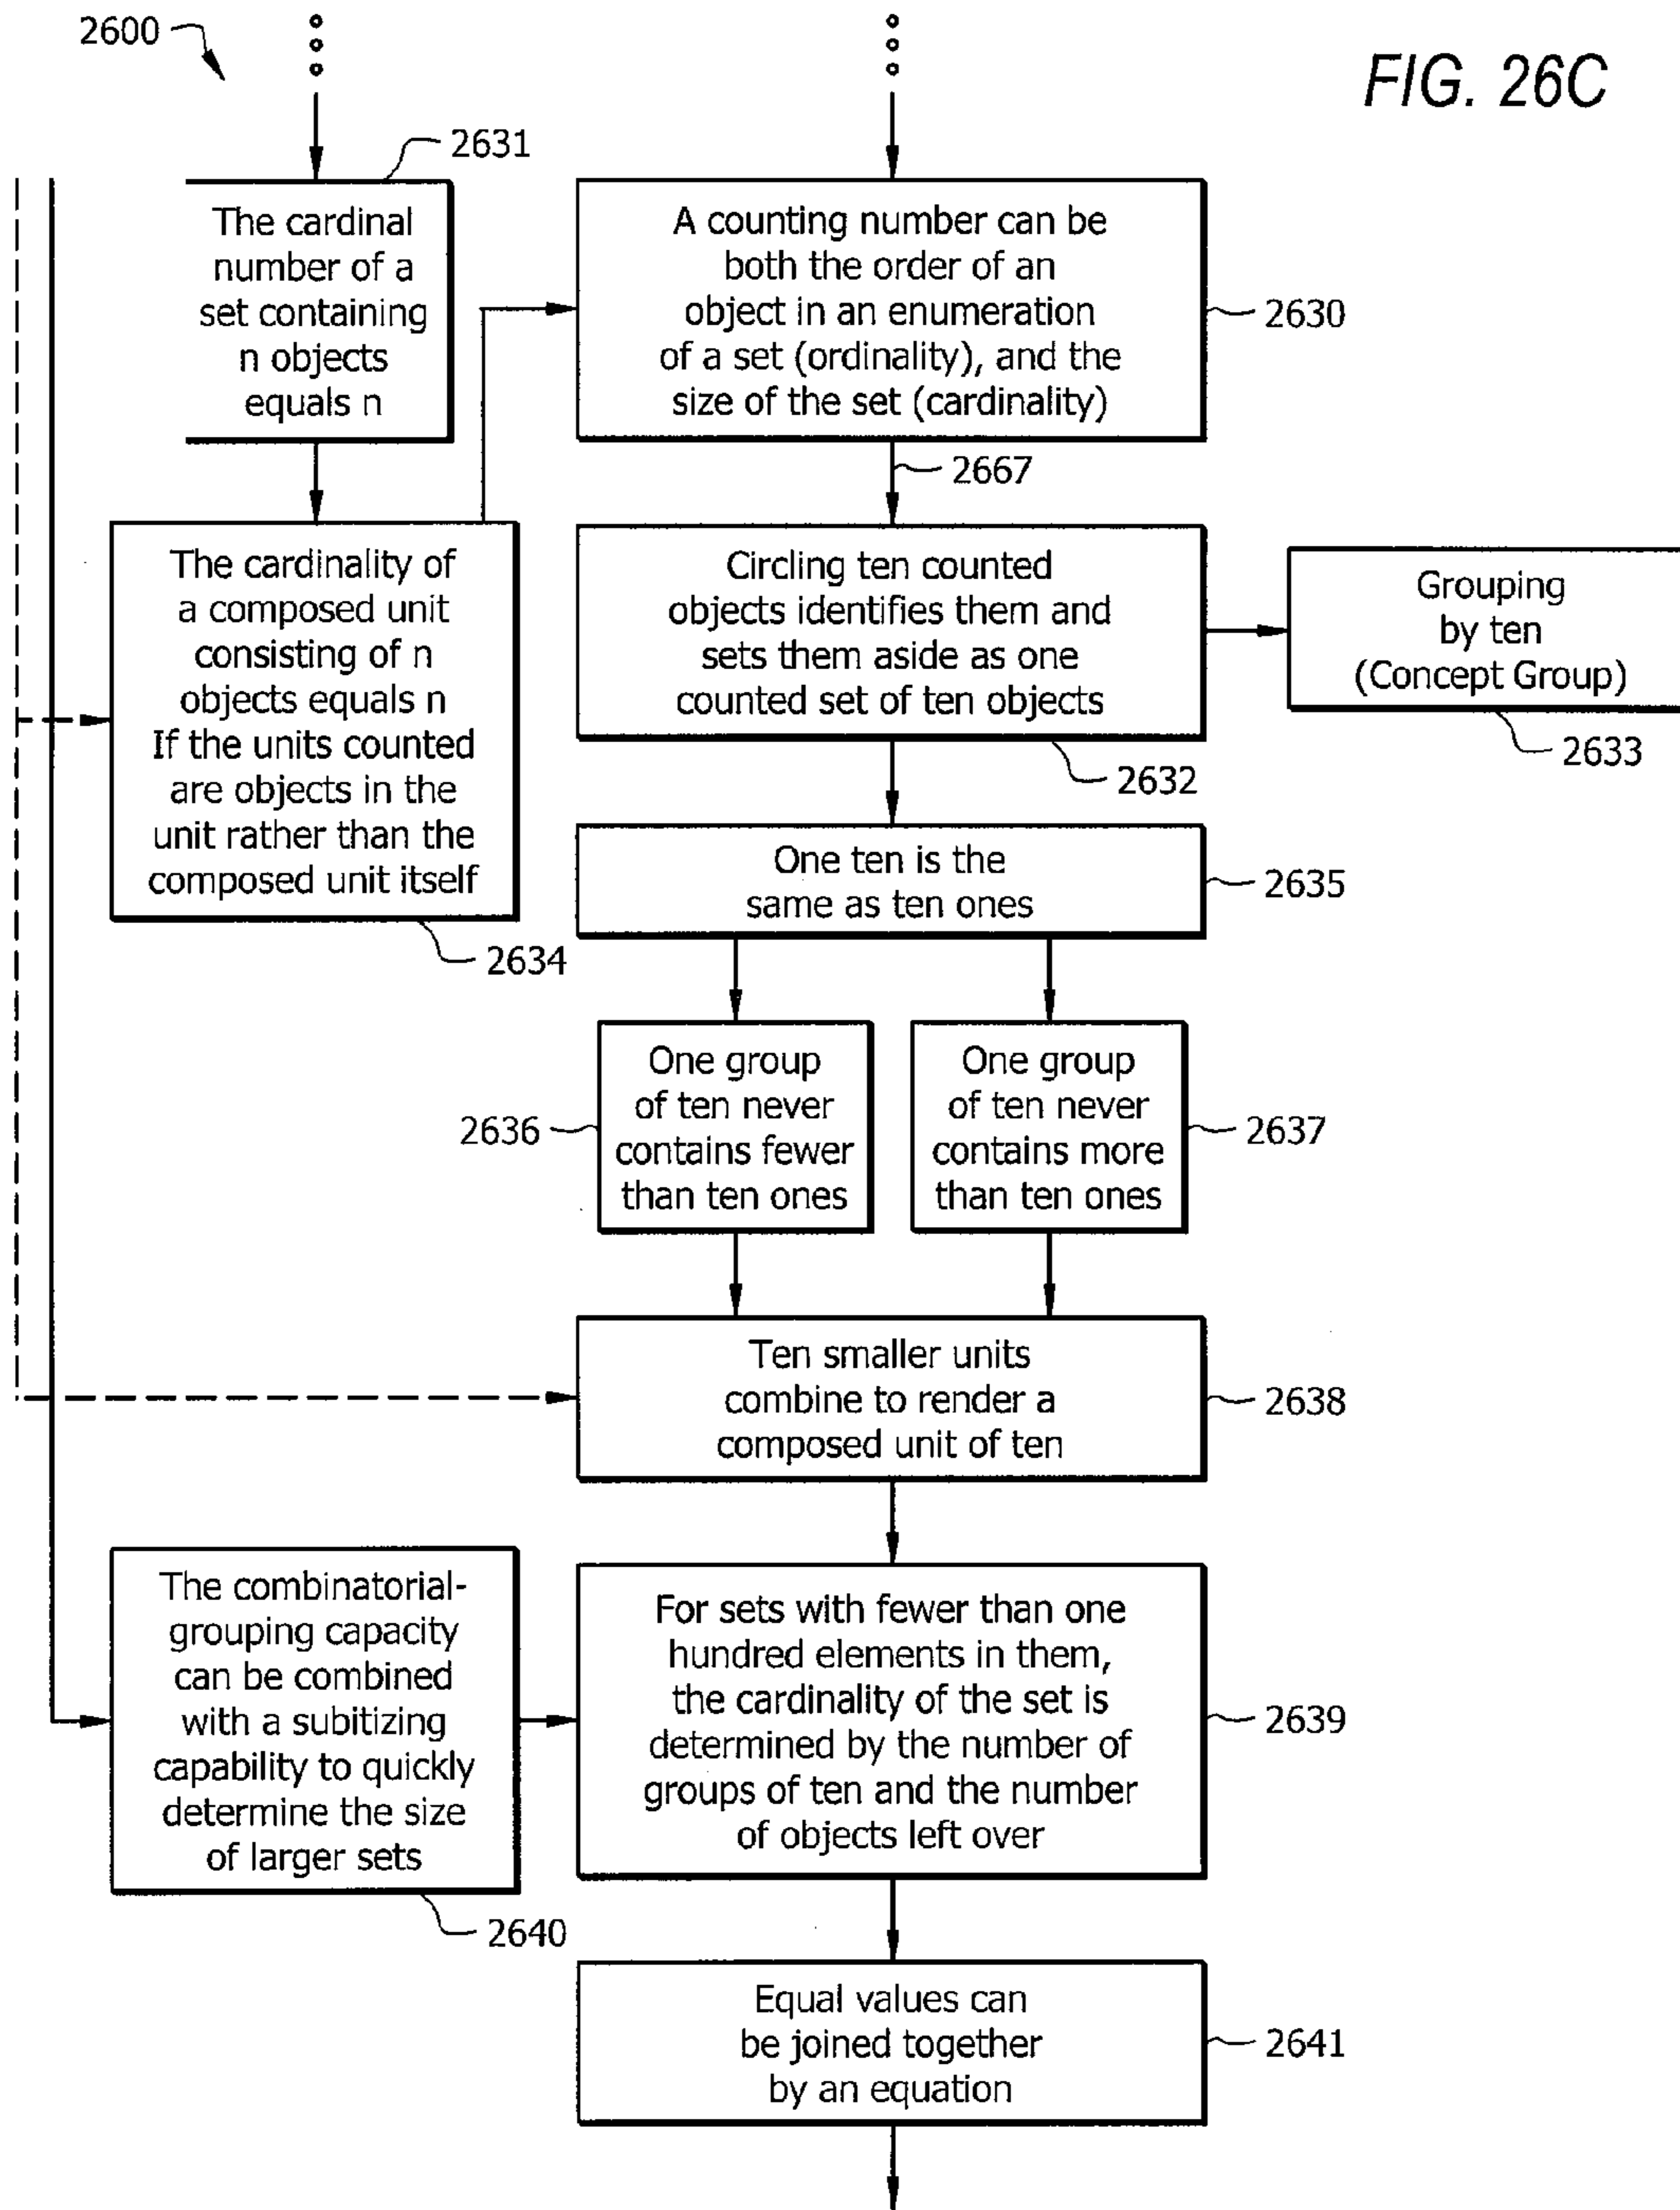 2600
FIG. 26C
2631
The cardinal
number of a
set containing
n objects
equals n
A counting number can be
both the order of an
object in an enumeration
of a set (ordinality), and the
size of the set (cardinality)
2630
2667
The cardinality of
a composed unit
consisting of n
objects equals n
If the units counted
are objects in the
unit rather than the
composed unit itself
2634
Circling ten counted
objects identifies them and
sets them aside as one
counted set of ten objects
2632
Grouping
by ten
(Concept Group)
2633
One ten is the
same as ten ones
2635
One group
of ten never
contains fewer
than ten ones
2636
One group
of ten never
contains more
than ten ones
2637
Ten smaller units
combine to render a
composed unit of ten
2638
The combinatorial-
grouping capacity
can be combined
with a subitizing
capability to quickly
determine the size
of larger sets
2640
For sets with fewer than one
hundred elements in them,
the cardinality of the set is
determined by the number of
groups of ten and the number
of objects left over
2639
Equal values can
be joined together
by an equation
2641